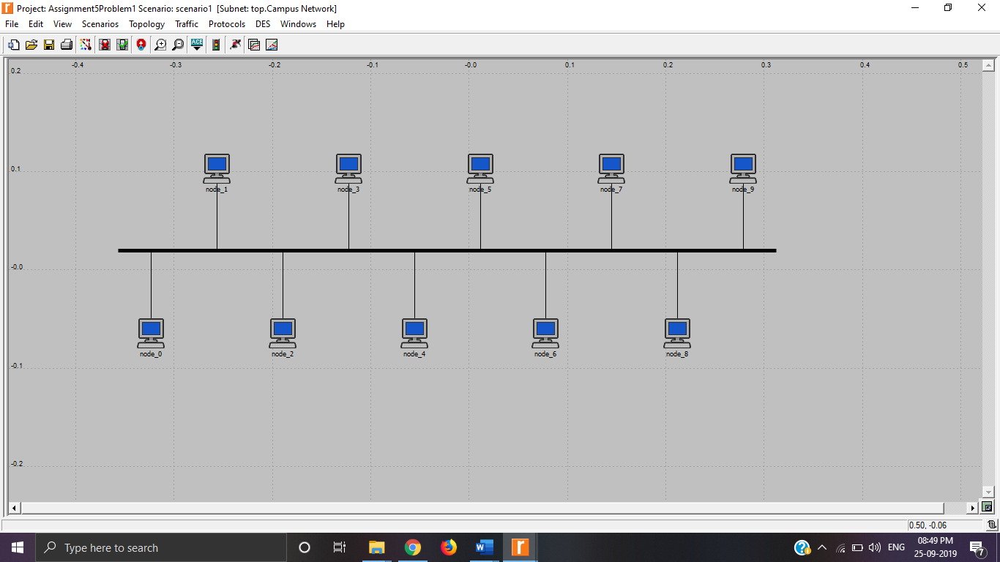 Project: Assignment5Problem1 Scenario: scenario1 [Subnet: top.Campus Network]
File Edit View Scenarios Topology Traffic Protocols DES Windows Help
ACE
-0.4 -0.3 -0.2 -0.1 -0.0 0.1 0.2 0.3 0.4 0.5
0.2
0.1
node_1 node_3 node_5 node_7 node_9
-0.0
node_0 node_2 node_4 node_6 node_8
-0.1
-0.2
0.50, -0.06
Type here to search
ENG
08:49 PM
25-09-2019
7